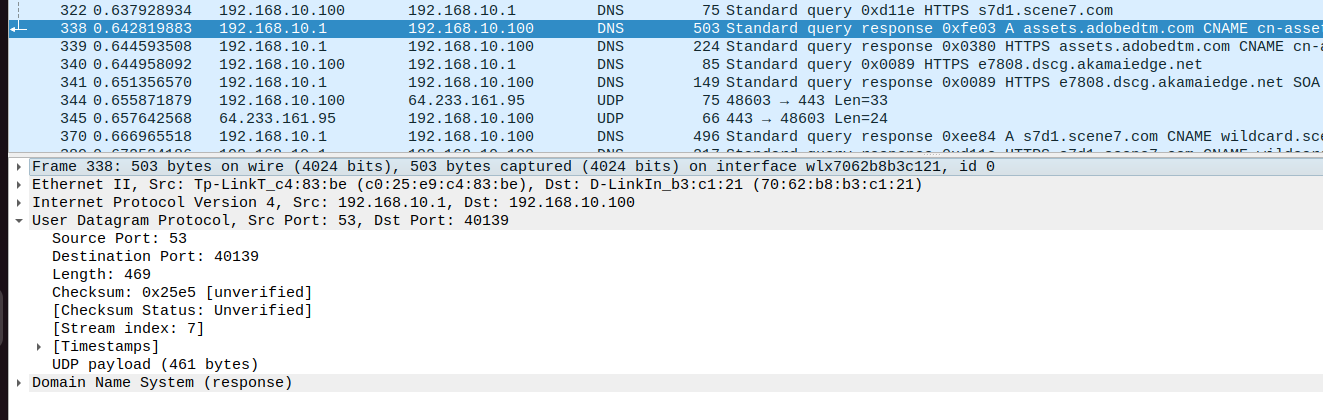 322 0.637928934 192.168.10.100 192.168.10.1 DNS 75 Standard query 0xd11e HTTPS s7d1.scene7.com
338 0.642819883 192.168.10.1 192.168.10.100 DNS 503 Standard query response 0xfe03 A assets.adobedtm.com CNAME cn-asset
339 0.644593508 192.168.10.1 192.168.10.100 DNS 224 Standard query response 0x0380 HTTPS assets.adobedtm.com CNAME cn-a
340 0.644958092 192.168.10.100 192.168.10.1 DNS 85 Standard query 0x0089 HTTPS e7808.dscg.akamaiedge.net
341 0.651356570 192.168.10.1 192.168.10.100 DNS 149 Standard query response 0x0089 HTTPS e7808.dscg.akamaiedge.net SOA
344 0.655871879 192.168.10.100 64.233.161.95 UDP 75 48603 → 443 Len=33
345 0.657642568 64.233.161.95 192.168.10.100 UDP 66 443 → 48603 Len=24
370 0.666965518 192.168.10.1 192.168.10.100 DNS 496 Standard query response 0xee84 A s7d1.scene7.com CNAME wildcard.sce
Frame 338: 503 bytes on wire (4024 bits), 503 bytes captured (4024 bits) on interface wlx7062b8b3c121, id 0
Ethernet II, Src: Tp-LinkT_c4:83:be (c0:25:e9:c4:83:be), Dst: D-LinkIn_b3:c1:21 (70:62:b8:b3:c1:21)
Internet Protocol Version 4, Src: 192.168.10.1, Dst: 192.168.10.100
User Datagram Protocol, Src Port: 53, Dst Port: 40139
Source Port: 53
Destination Port: 40139
Length: 469
Checksum: 0x25e5 [unverified]
[Checksum Status: Unverified]
[Stream index: 7]
[Timestamps]
UDP payload (461 bytes)
Domain Name System (response)